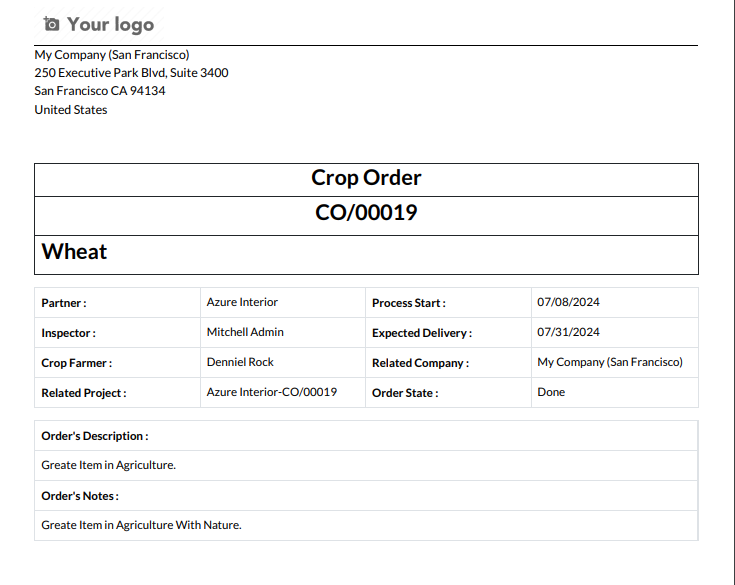 Your logo
My Company (San Francisco)
250 Executive Park Blvd, Suite 3400
San Francisco CA 94134
United States
Crop Order
CO/00019
Wheat
Partner : Azure Interior Process Start : 07/08/2024
Inspector : Mitchell Admin Expected Delivery : 07/31/2024
Crop Farmer : Denniel Rock Related Company : My Company (San Francisco)
Related Project : Azure Interior-CO/00019 Order State : Done
Order's Description :
Greate Item in Agriculture.
Order's Notes :
Greate Item in Agriculture With Nature.